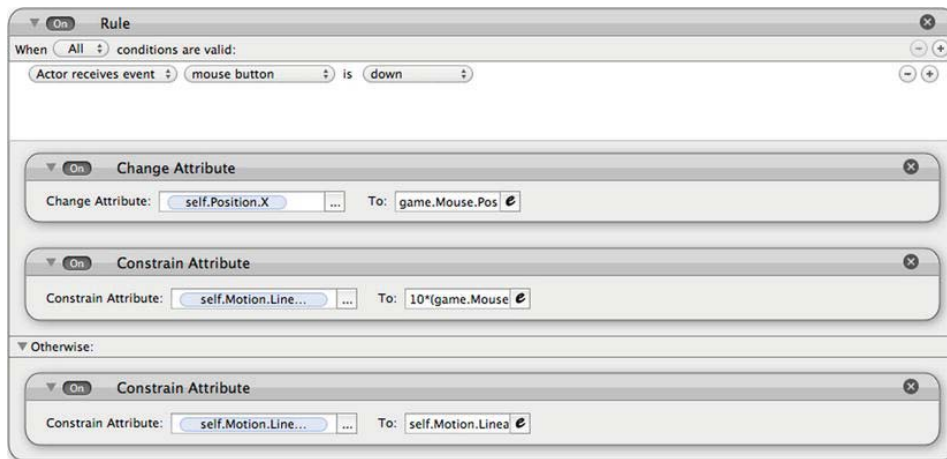 On Rule
When All conditions are valid:
Actor receives event mouse button is down
On Change Attribute
Change Attribute: self.Position.X ... To: game.Mouse.Pos e
On Constrain Attribute
Constrain Attribute: self.Motion.Line... ... To: 10*(game.Mouse e
Otherwise:
On Constrain Attribute
Constrain Attribute: self.Motion.Line... ... To: self.Motion.Linea e